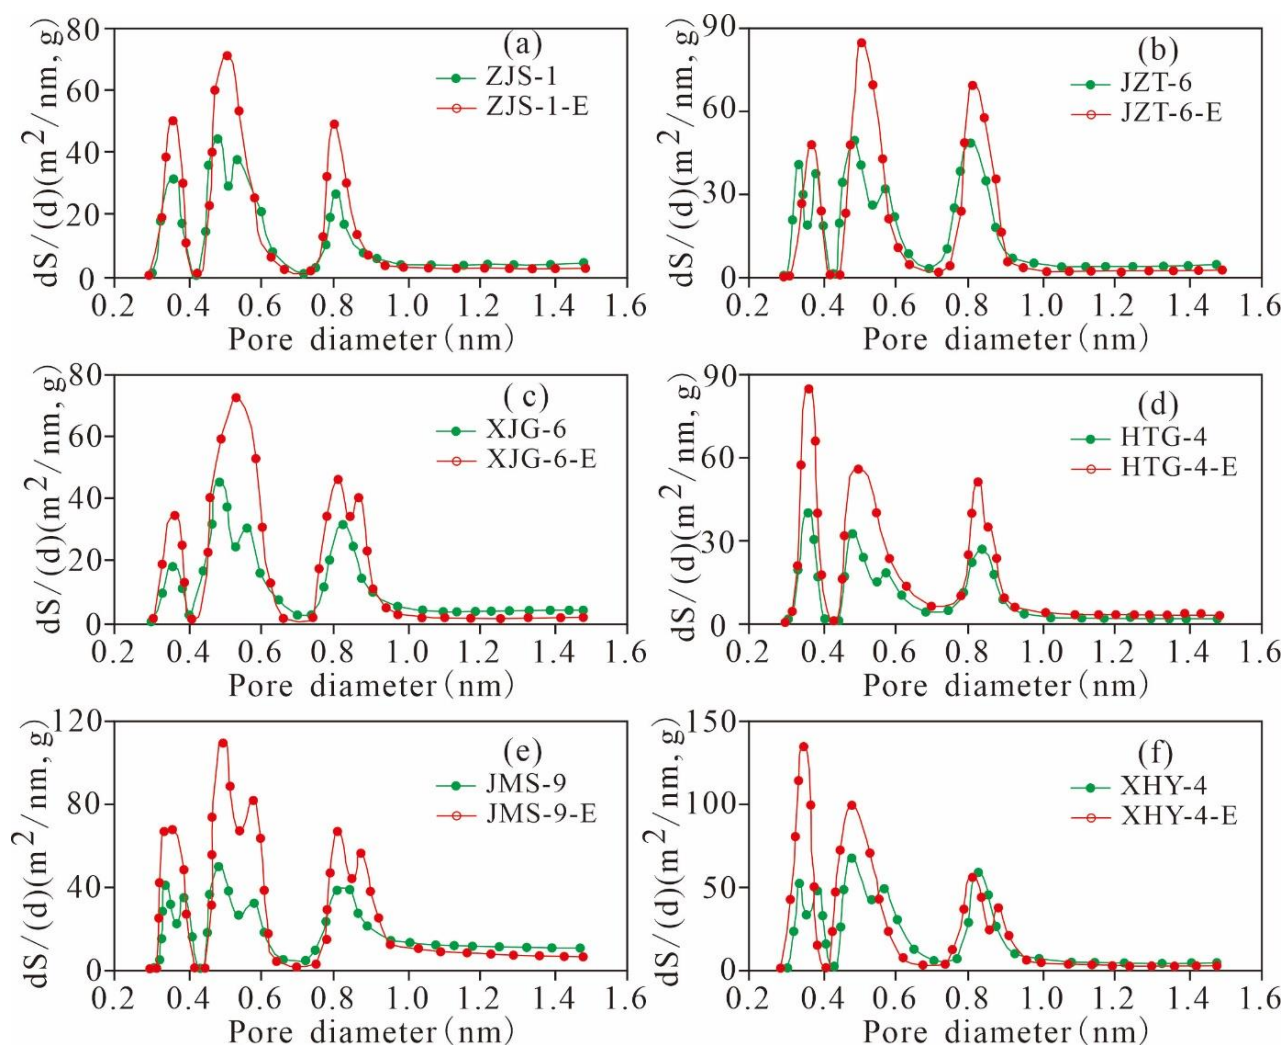 (a)
ZJS-1
ZJS-1-E
dS/(d)(m²/nm, g)
80
60
40
20
0
0.2 0.4 0.6 0.8 1.0 1.2 1.4 1.6
Pore diameter(nm)
(b)
JZT-6
JZT-6-E
dS/(d)(m²/nm, g)
90
60
30
0
0.2 0.4 0.6 0.8 1.0 1.2 1.4 1.6
Pore diameter(nm)
(c)
XJG-6
XJG-6-E
dS/(d)(m²/nm, g)
80
60
40
20
0
0.2 0.4 0.6 0.8 1.0 1.2 1.4 1.6
Pore diameter(nm)
(d)
HTG-4
HTG-4-E
dS/(d)(m²/nm, g)
90
60
30
0
0.2 0.4 0.6 0.8 1.0 1.2 1.4 1.6
Pore diameter(nm)
(e)
JMS-9
JMS-9-E
dS/(d)(m²/nm, g)
120
80
40
0
0.2 0.4 0.6 0.8 1.0 1.2 1.4 1.6
Pore diameter(nm)
(f)
XHY-4
XHY-4-E
dS/(d)(m²/nm, g)
150
100
50
0
0.2 0.4 0.6 0.8 1.0 1.2 1.4 1.6
Pore diameter(nm)